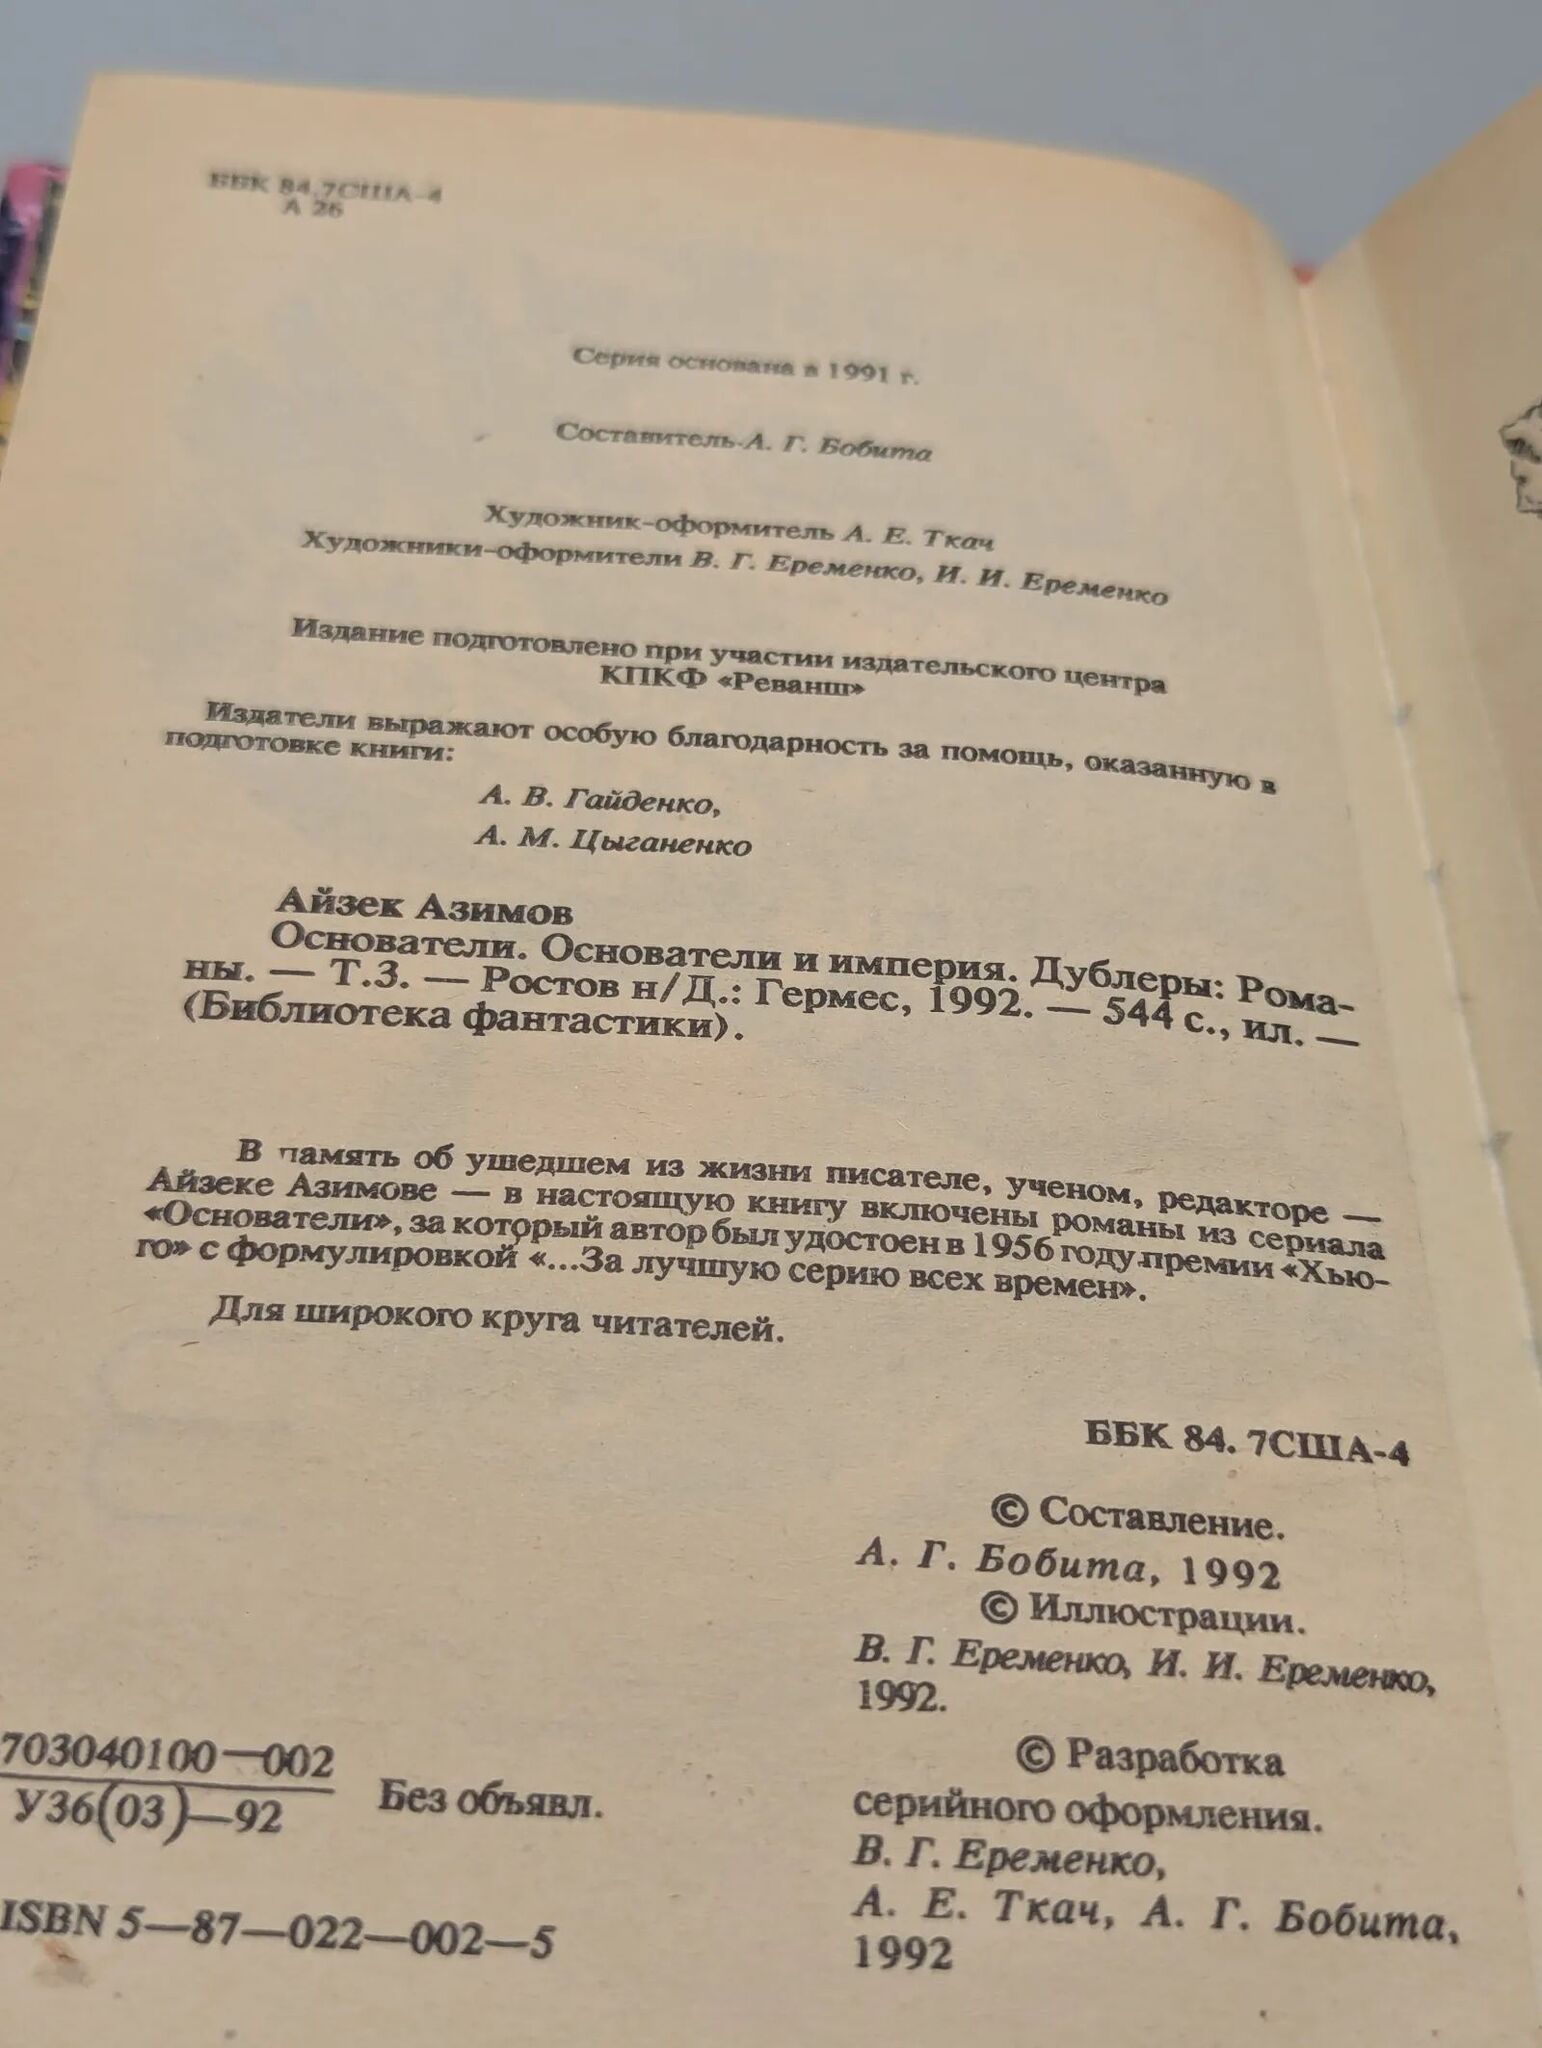 ББК 84.7США-4
А 26
Серия основана в 1991 г.
Составитель А. Г. Бобита
Художник-оформитель А. Е. Ткач
Художники-оформители В. Г. Еременко, И. И. Еременко
Издание подготовлено при участии издательского центра
КПКФ «Реванш»
Издатели выражают особую благодарность за помощь, оказанную в
подготовке книги:
А. В. Гайденко,
А. М. Цыганенко
Айзек Азимов
Основатели. Основатели и империя. Дублеры: Рома-
ны. — Т.3. — Ростов н/Д.: Гермес, 1992. — 544 с., ил. —
(Библиотека фантастики).
В память об ушедшем из жизни писателе, ученом, редакторе —
Айзеке Азимове — в настоящую книгу включены романы из сериала
«Основатели», за который автор был удостоен в 1956 году премии «Хью-
го» с формулировкой «...За лучшую серию всех времен».
Для широкого круга читателей.
ББК 84. 7США-4
© Составление.
А. Г. Бобита, 1992
© Иллюстрации.
В. Г. Еременко, И. И. Еременко,
1992.
© Разработка
серийного оформления.
В. Г. Еременко,
А. Е. Ткач, А. Г. Бобита,
1992
703040100—002
У36(03)—92
Без объявл.
ISBN 5—87—022—002—5